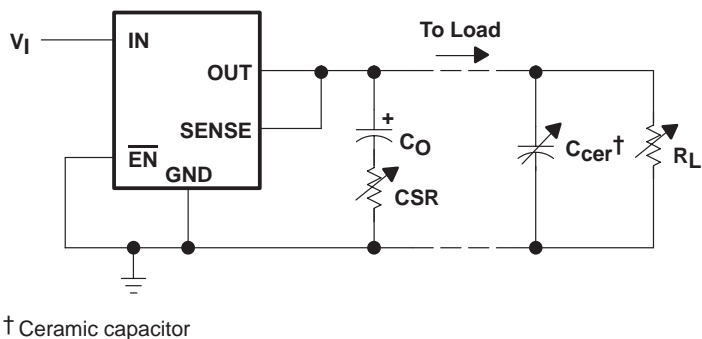 To Load
VI
IN
OUT
SENSE
+
CO
EN
GND
CSR
Ccer†
RL
† Ceramic capacitor